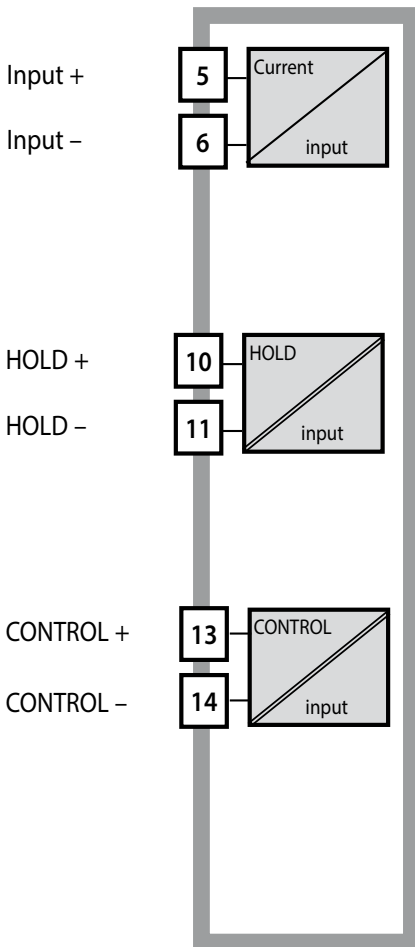 Input +
5
Current
Input –
6
input
HOLD +
10
HOLD
HOLD –
11
input
CONTROL +
13
CONTROL
CONTROL –
14
input